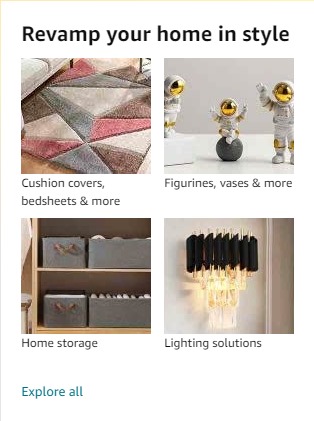 Revamp your home in style
Cushion covers,
bedsheets & more
Figurines, vases & more
Home storage
Lighting solutions
Explore all